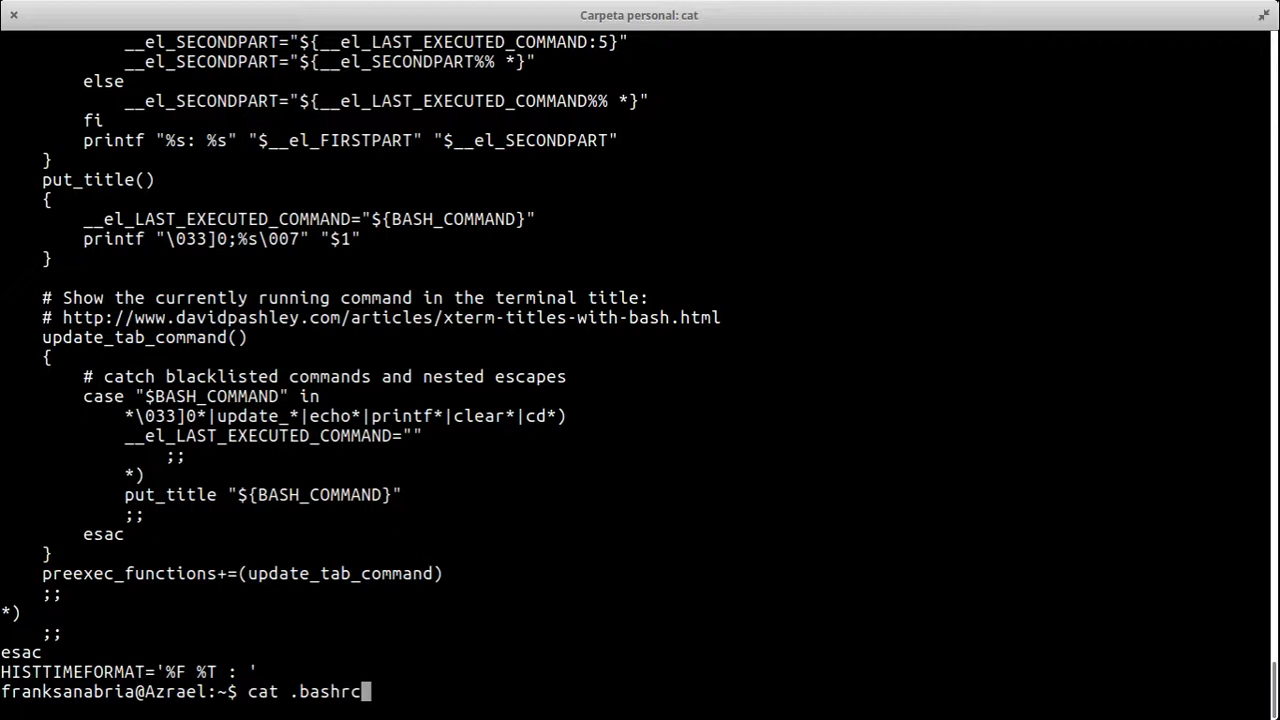 Carpeta personal: cat
__el_SECONDPART="${__el_LAST_EXECUTED_COMMAND:5}"
__el_SECONDPART="${__el_SECONDPART%% *}"
else
__el_SECONDPART="${__el_LAST_EXECUTED_COMMAND%% *}"
fi
printf "%s: %s" "$__el_FIRSTPART" "$__el_SECONDPART"
}
put_title()
{
__el_LAST_EXECUTED_COMMAND="${BASH_COMMAND}"
printf "\033]0;%s\007" "$1"
}
# Show the currently running command in the terminal title:
# http://www.davidpashley.com/articles/xterm-titles-with-bash.html
update_tab_command()
{
# catch blacklisted commands and nested escapes
case "$BASH_COMMAND" in
*\033]0*|update_*|echo*|printf*|clear*|cd*)
__el_LAST_EXECUTED_COMMAND=""
;;
*)
put_title "${BASH_COMMAND}"
;;
esac
}
preexec_functions+=(update_tab_command)
;;
*)
;;
esac
HISTTIMEFORMAT='%F %T : '
franksanabria@Azrael:~$ cat .bashrc